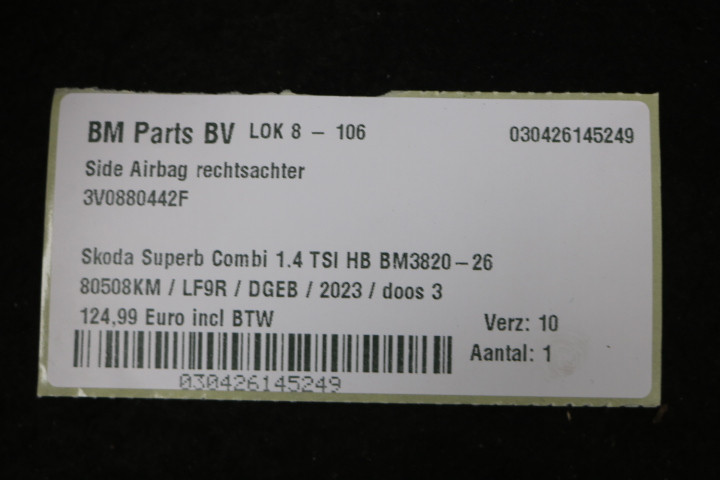 BM Parts BV LOK 8 – 106 030426145249
Side Airbag rechtsachter
3V0880442F
Skoda Superb Combi 1.4 TSI HB BM3820-26
80508KM / LF9R / DGEB / 2023 / doos 3
124,99 Euro incl BTW Verz: 10
Aantal: 1
030426145249